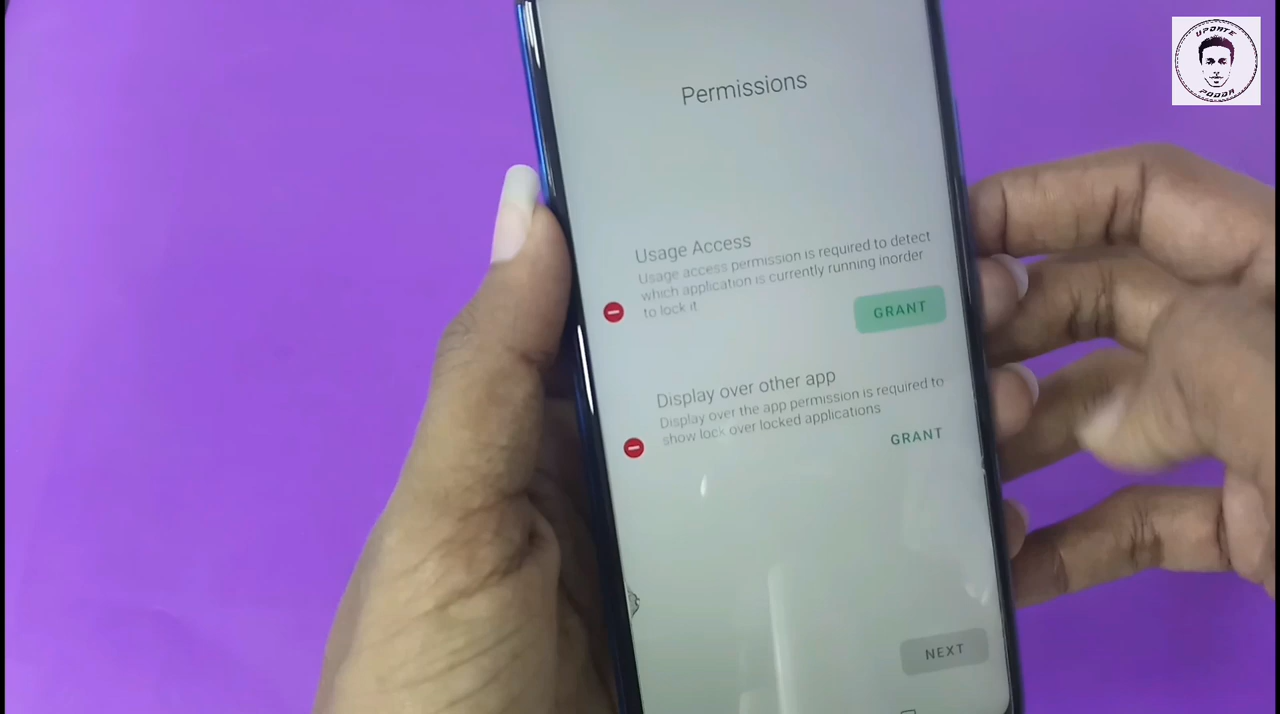 UPDATE
PODDA
Permissions
Usage Access
Usage access permission is required to detect
which application is currently running inorder
to lock it
GRANT
Display over other app
Display over the app permission is required to
show lock over locked applications
GRANT
NEXT